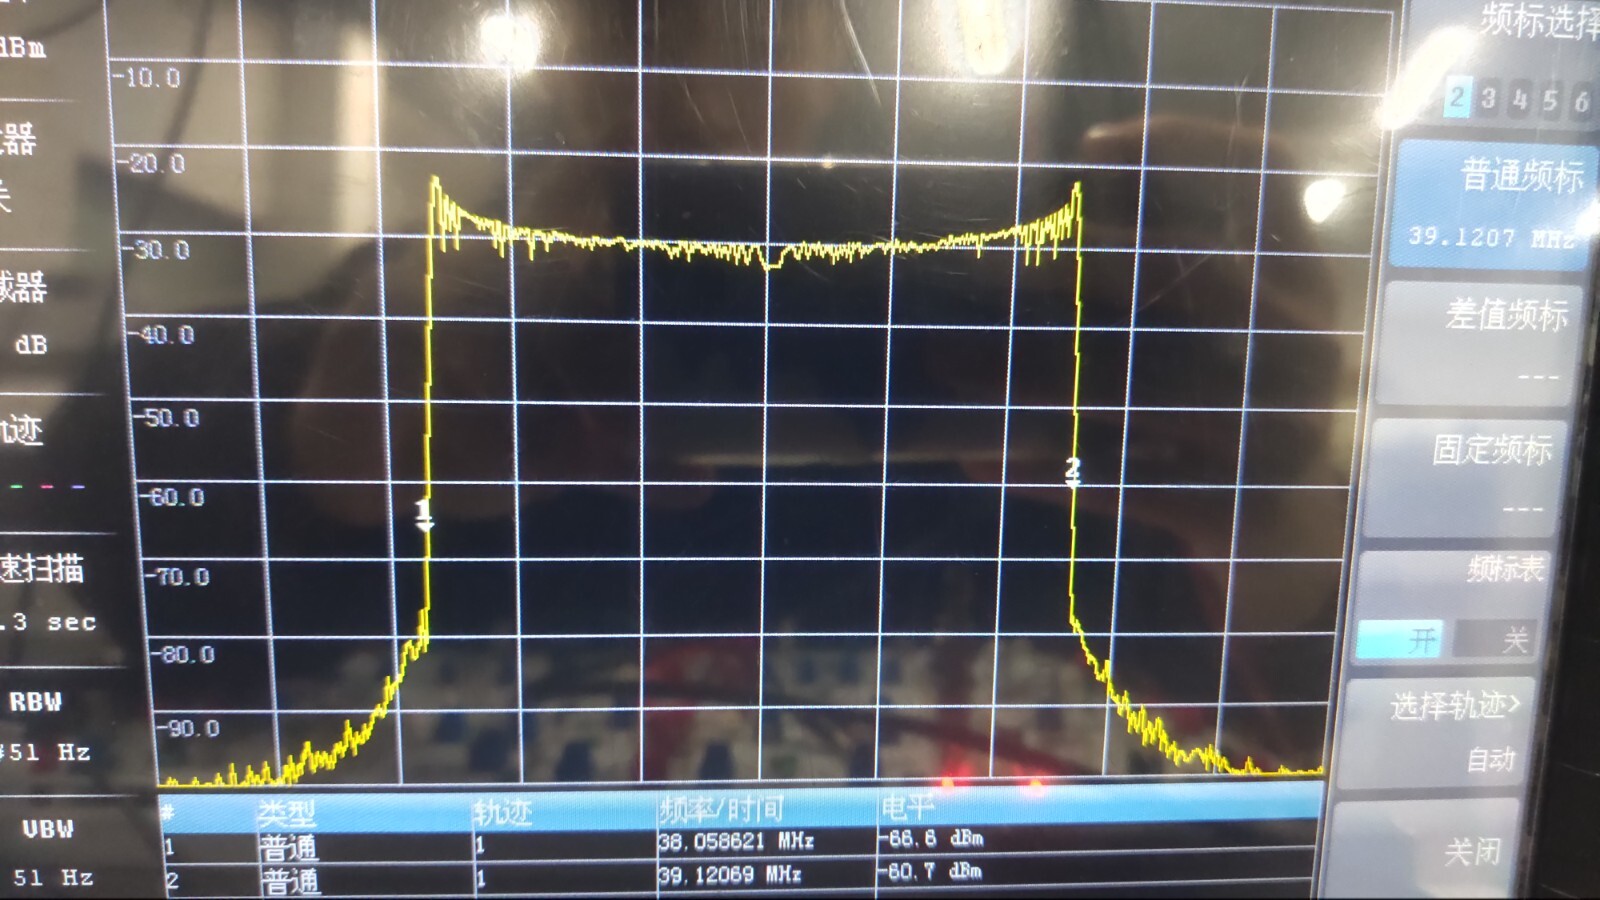 dBm
器
dB
轨迹
速扫描
.3 sec
RBW
#51 Hz
VBW
51 Hz
-10.0
-20.0
-30.0
-40.0
-50.0
-60.0
-70.0
-80.0
-90.0
1
2
# 类型 轨迹 频率/时间 电平
1 普通 1 38.058621 MHz -66.6 dBm
2 普通 1 39.12069 MHz -60.7 dBm
频标选择
2 3 4 5 6
普通频标
39.1207 MHz
差值频标
---
固定频标
---
频标表
开 关
选择轨迹>
自动
关闭